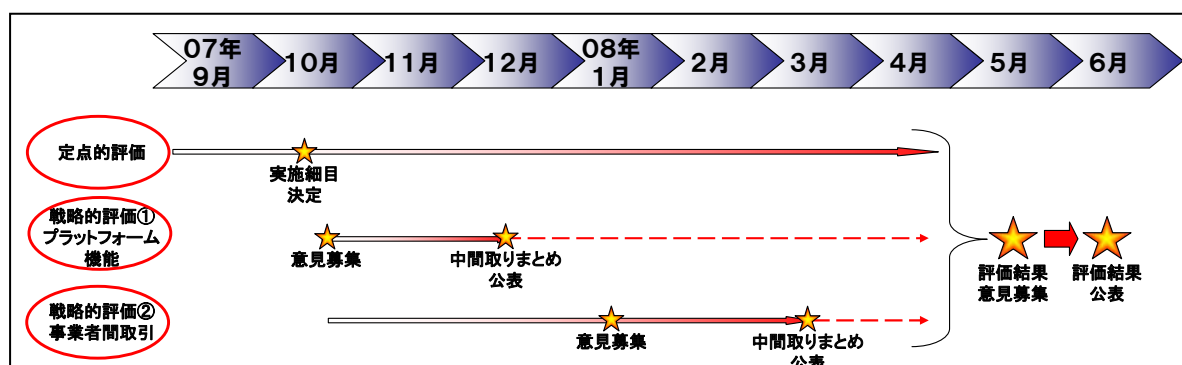 07年
9月
10月
11月
12月
08年
1月
2月
3月
4月
5月
6月
定点的評価
実施細目
決定
戦略的評価①
プラットフォーム
機能
意見募集
中間取りまとめ
公表
評価結果
意見募集
評価結果
公表
戦略的評価②
事業者間取引
意見募集
中間取りまとめ
公表